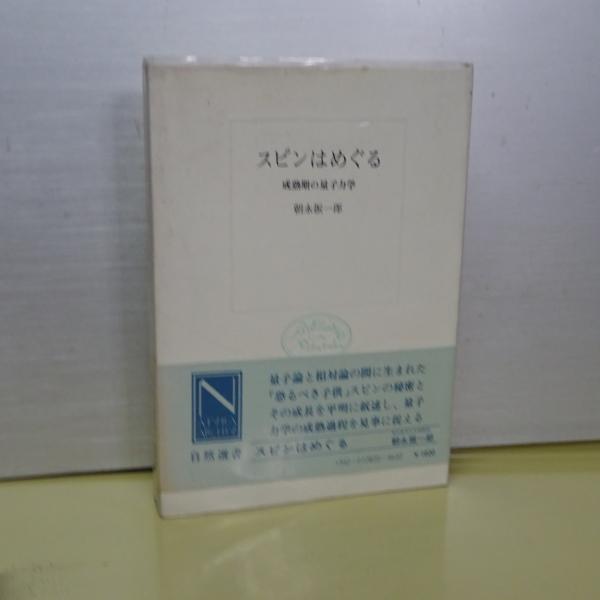 スピンはめぐる
成熟期の量子力学
朝永振一郎
量子論と相対論の間に生まれた
「恐るべき子供」スピンの秘密と
その成長を平明に叙述し、量子
力学の成熟過程を見事に捉える
N
自然選書
スピンはめぐる
朝永振一郎